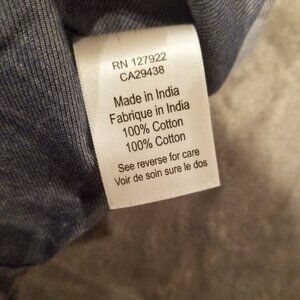 RN 127922
CA29438
Made in India
Fabrique in India
100% Cotton
100% Cotton
See reverse for care
Voir de soin sure le dos